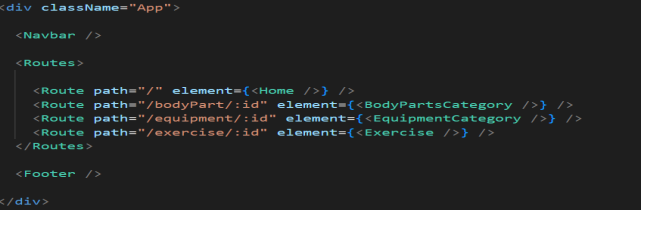 <div className="App">
<Navbar />
<Routes>
<Route path="/" element={<Home />} />
<Route path="/bodyPart/:id" element={<BodyPartsCategory />} />
<Route path="/equipment/:id" element={<EquipmentCategory />} />
<Route path="/exercise/:id" element={<Exercise />} />
</Routes>
<Footer />
</div>